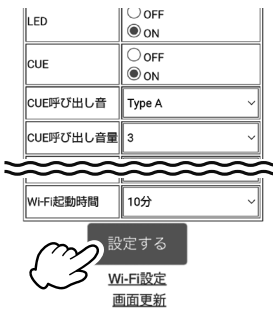 LED
OFF
ON
CUE
OFF
ON
CUE呼び出し音 Type A
CUE呼び出し音量 3
Wi-Fi起動時間 10分
設定する
Wi-Fi設定
画面更新